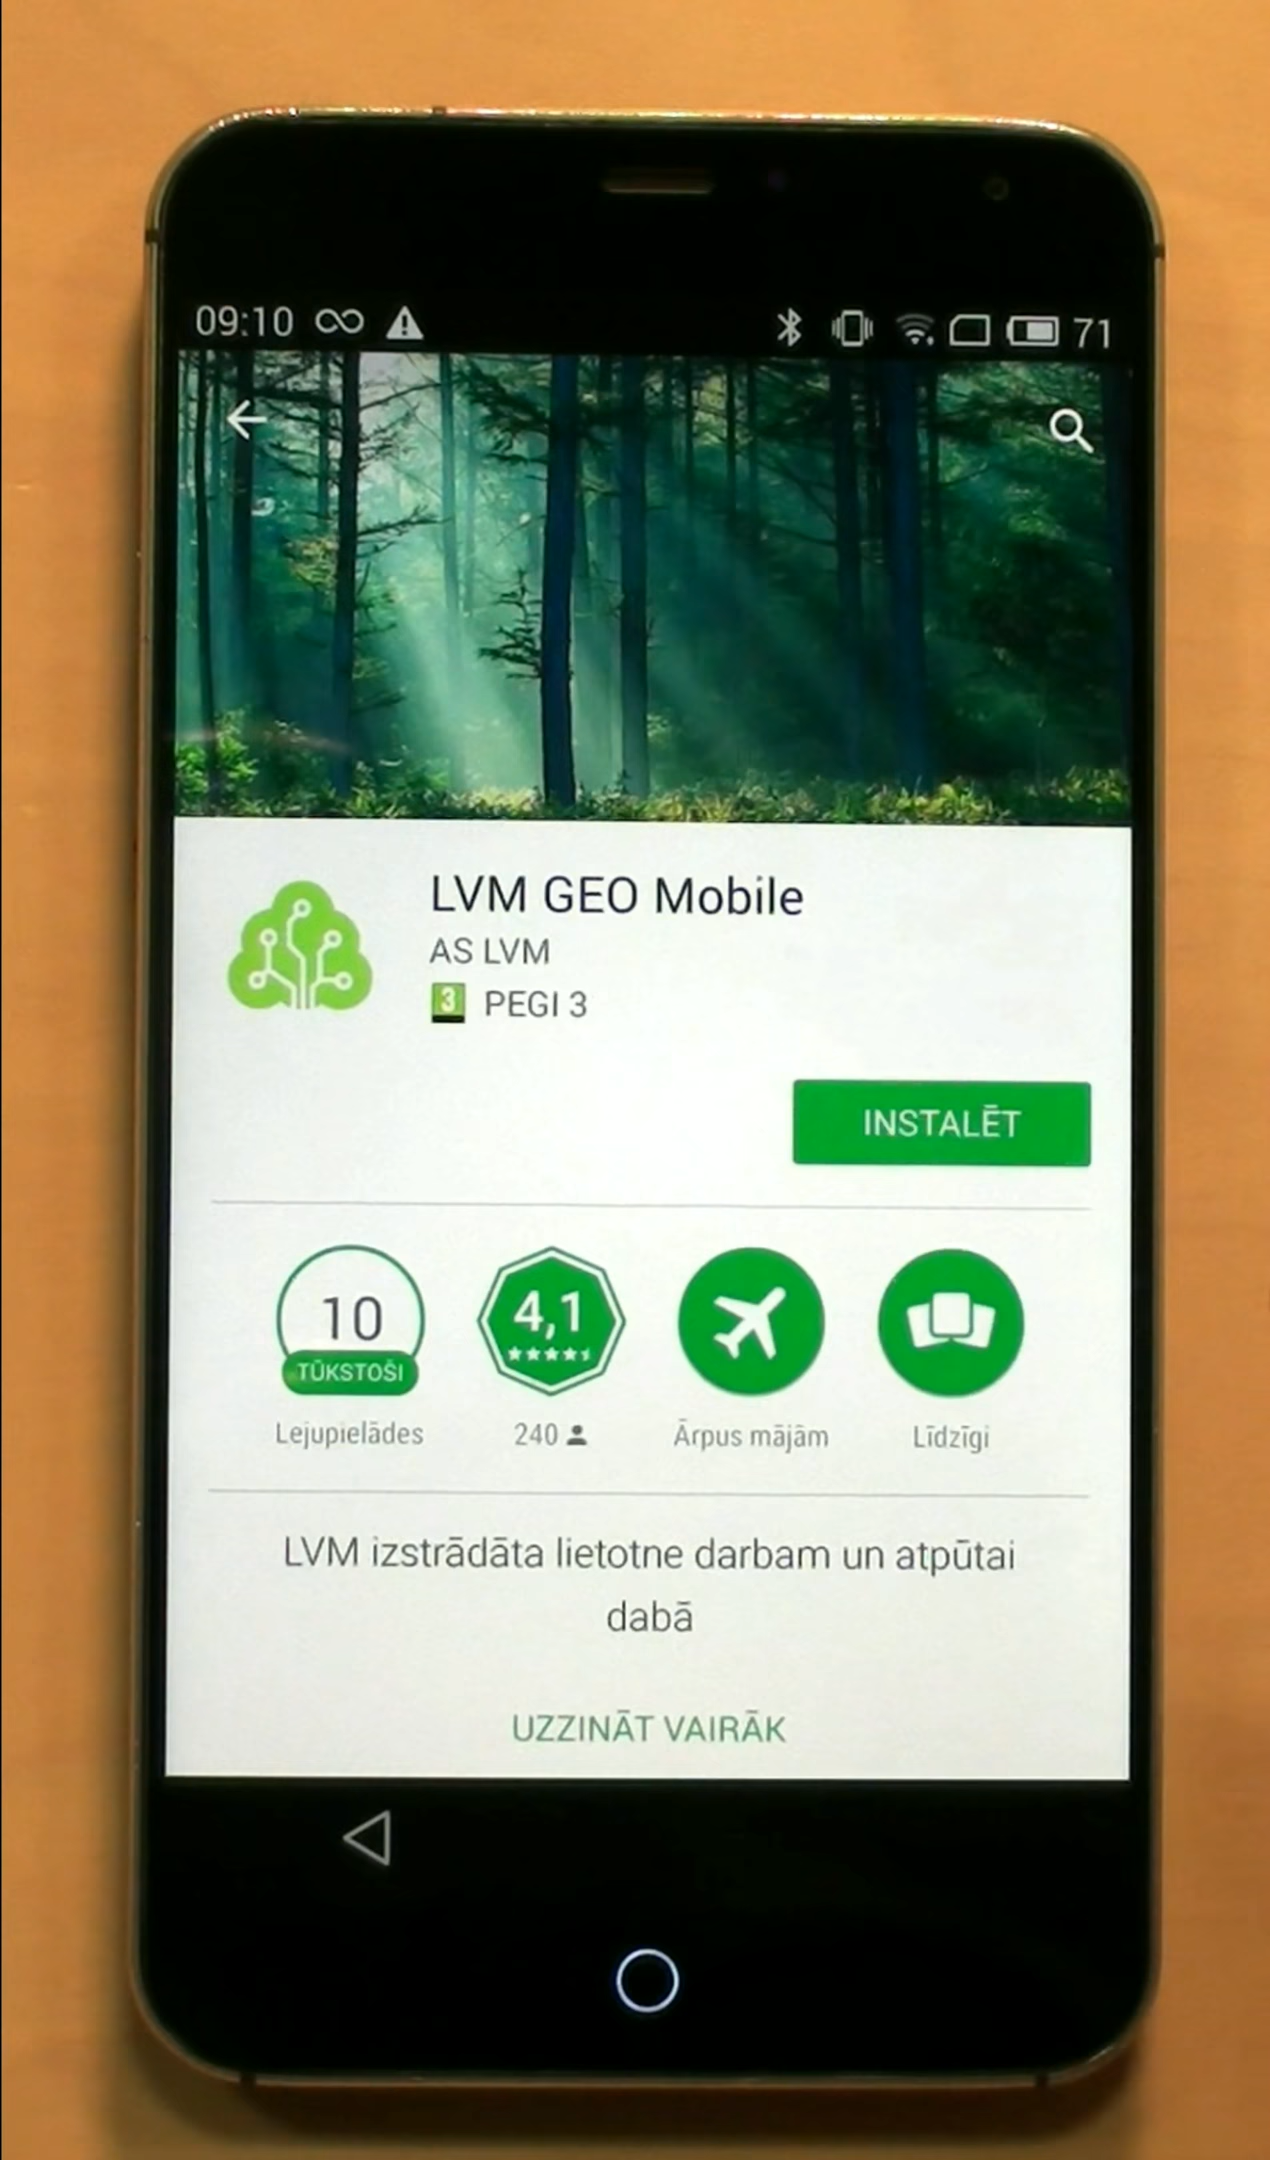 09:10
71
LVM GEO Mobile
AS LVM
3 PEGI 3
INSTALĒT
10
TŪKSTOŠI
Lejupielādes
4,1
240
Ārpus mājām
Līdzīgi
LVM izstrādāta lietotne darbam un atpūtai
dabā
UZZINĀT VAIRĀK